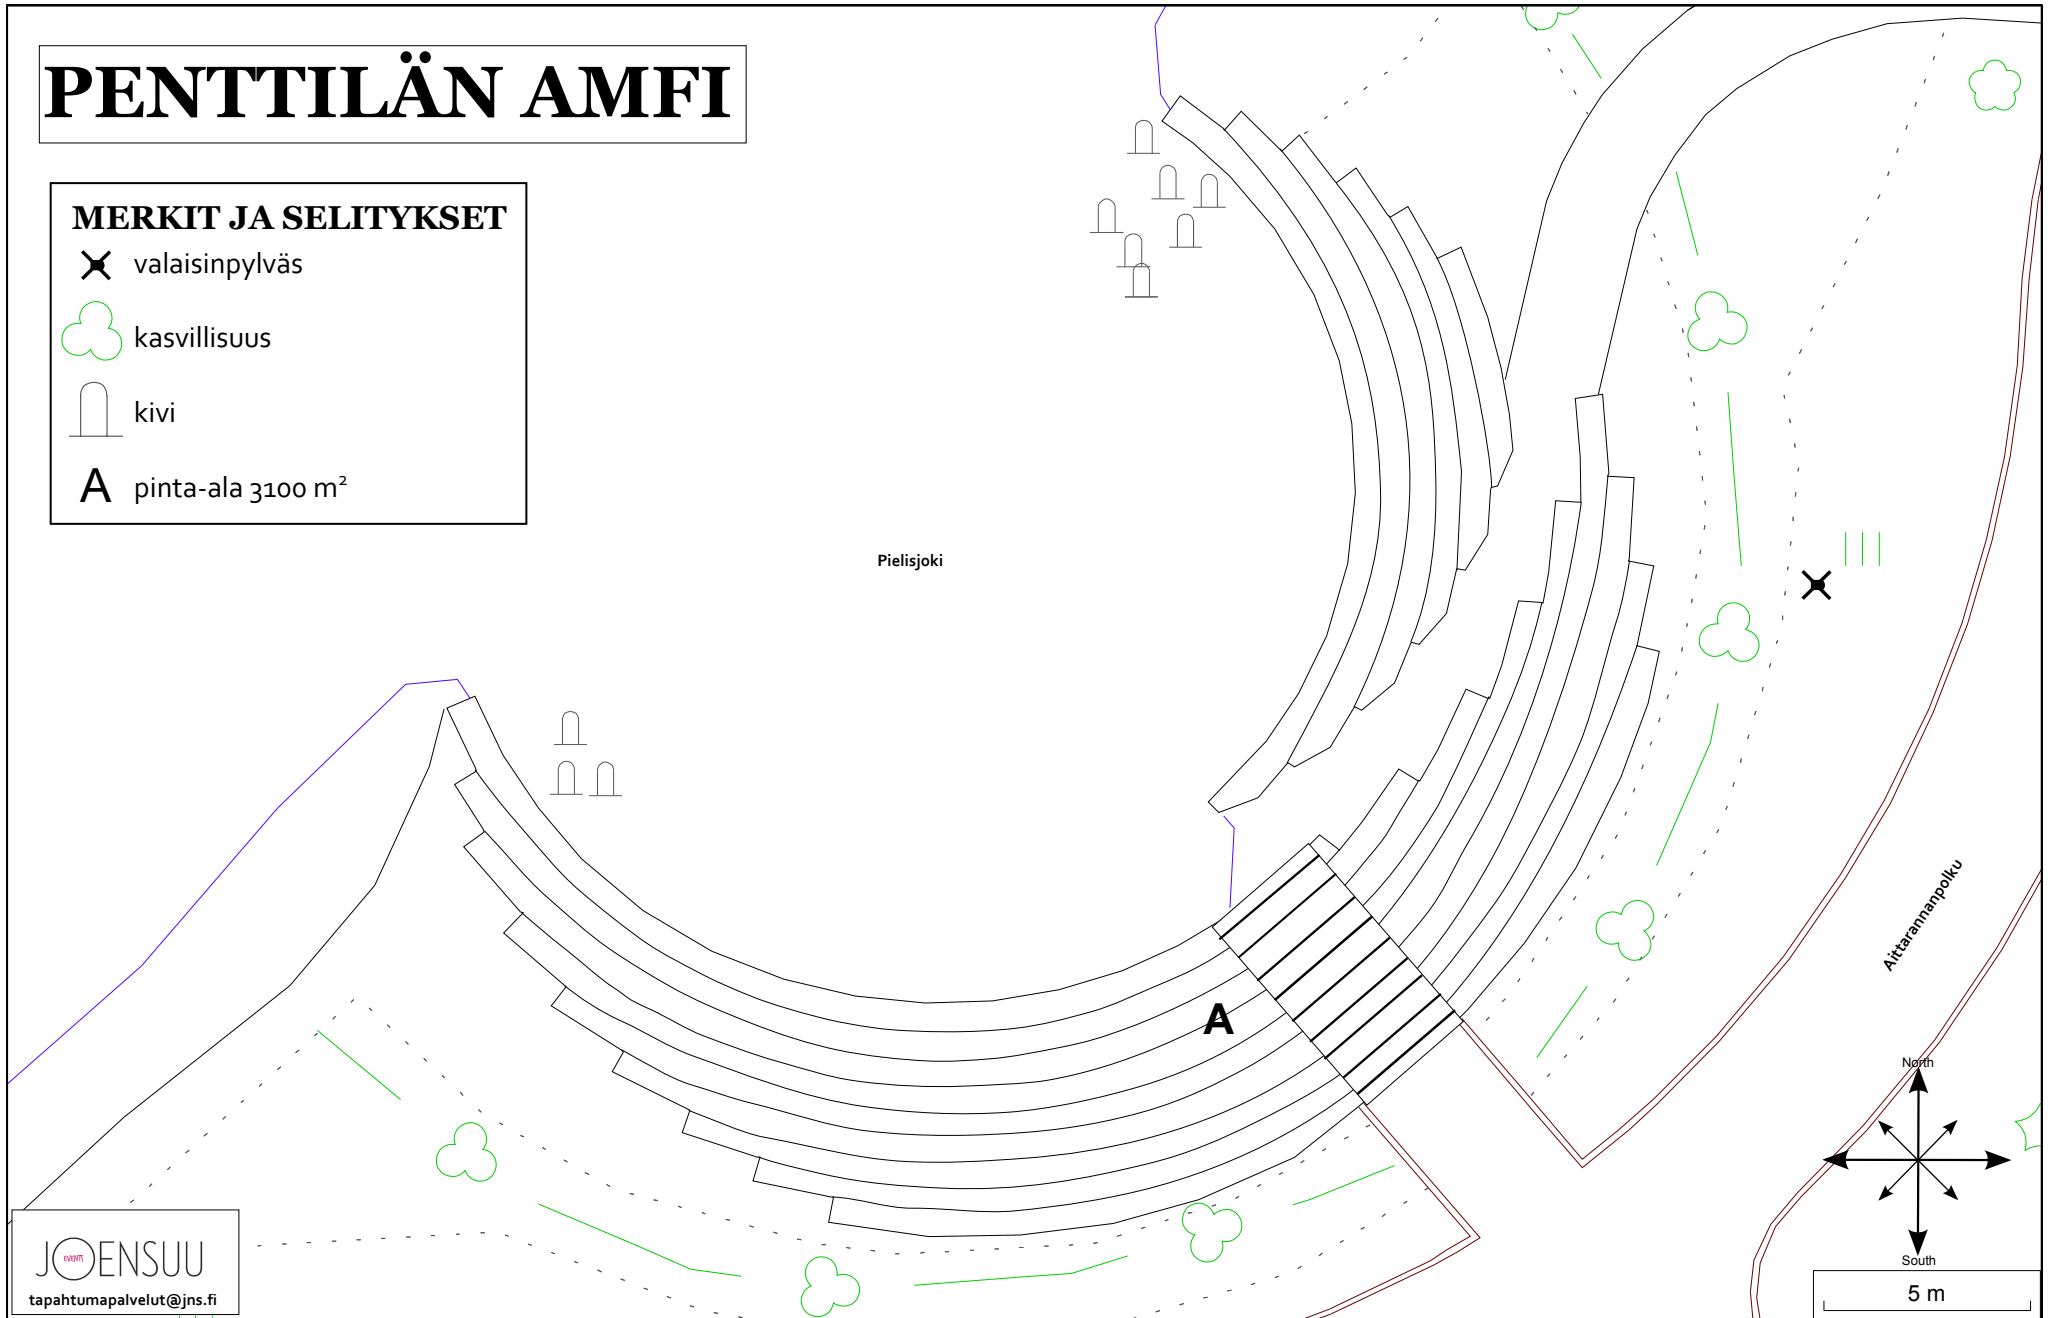 PENTTILÄN AMFI
MERKIT JA SELITYKSET
valaisinpylväs
kasvillisuus
kivi
A pinta-ala 3100 m²
Pielisjoki
A
Aittarannanpolku
North
South
5 m
JOENSUU
EVENTS
tapahtumapalvelut@jns.fi